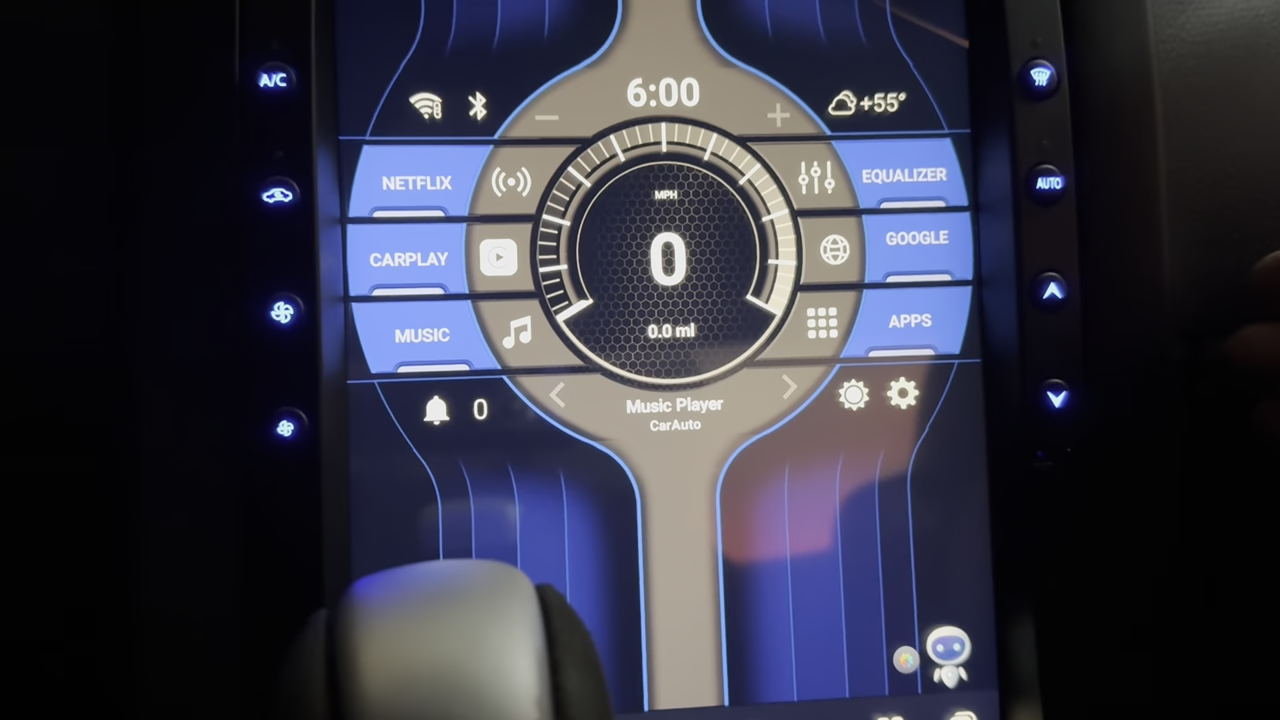 A/C
6:00
+55°
NETFLIX
EQUALIZER
AUTO
MPH
CARPLAY
0
GOOGLE
MUSIC
0.0 ml
APPS
0
Music Player
CarAuto